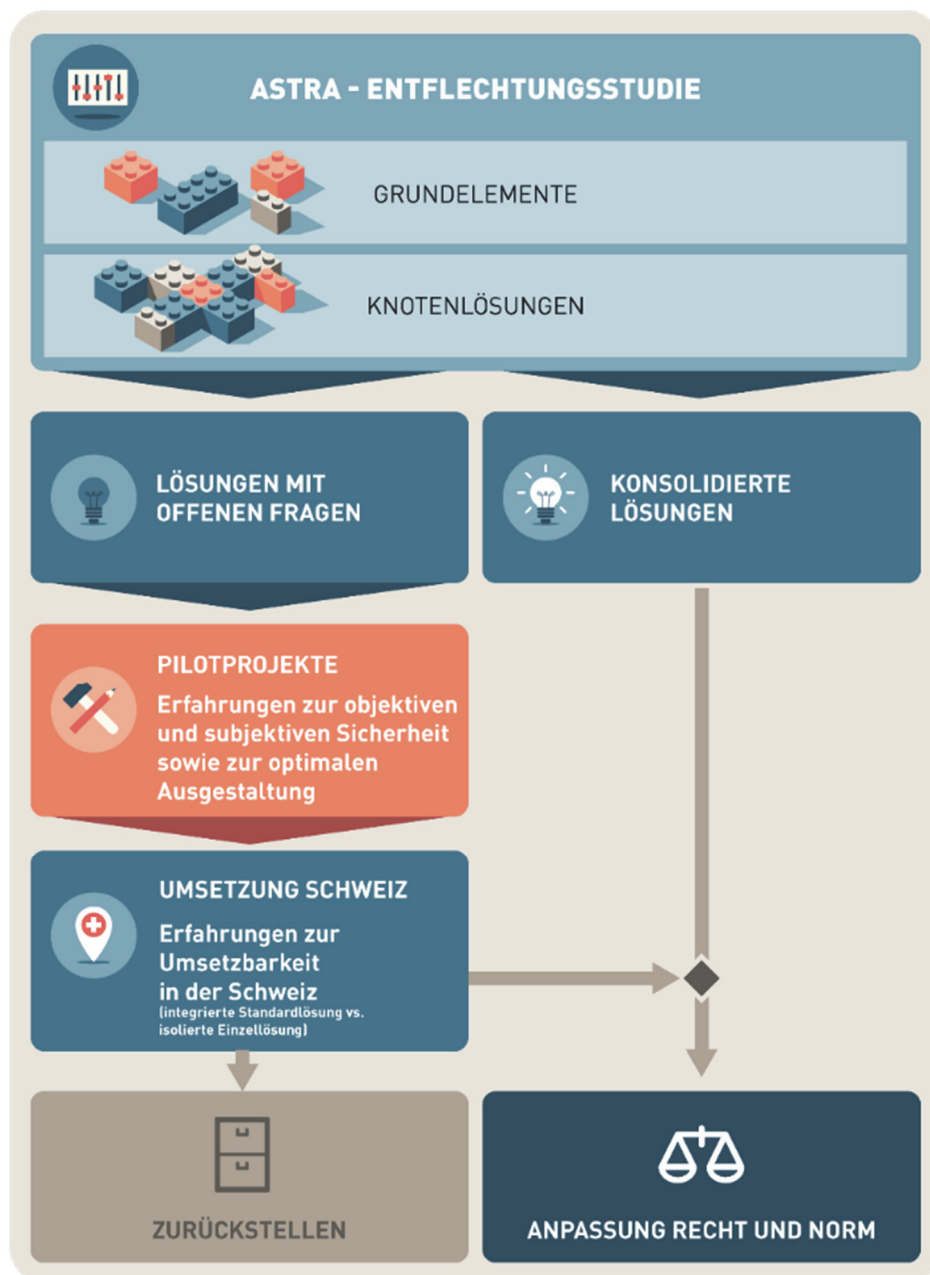 ASTRA - ENTFLECHTUNGSSTUDIE
GRUNDELEMENTE
KNOTENLÖSUNGEN
LÖSUNGEN MIT
OFFENEN FRAGEN
KONSOLIDIERTE
LÖSUNGEN
PILOTPROJEKTE
Erfahrungen zur objektiven
und subjektiven Sicherheit
sowie zur optimalen
Ausgestaltung
UMSETZUNG SCHWEIZ
Erfahrungen zur
Umsetzbarkeit
in der Schweiz
(integrierte Standardlösung vs.
isolierte Einzellösung)
ZURÜCKSTELLEN
ANPASSUNG RECHT UND NORM